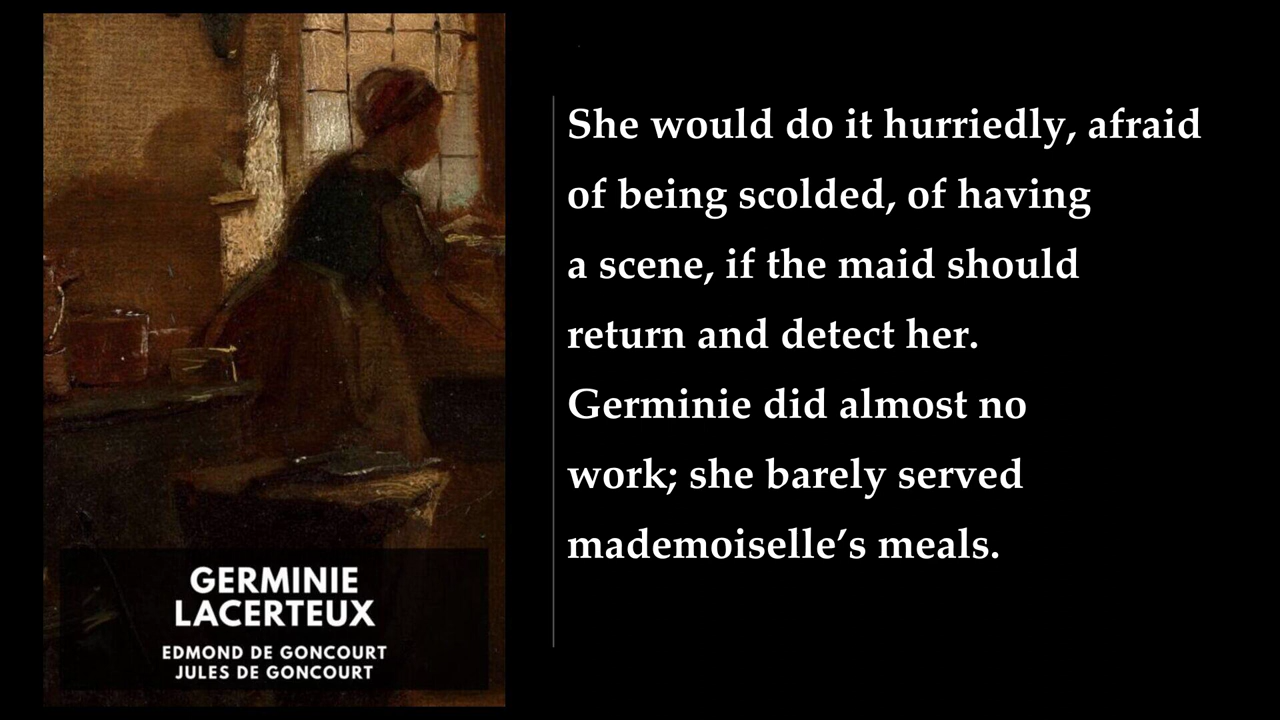 GERMINIE
LACERTEUX
EDMOND DE GONCOURT
JULES DE GONCOURT
She would do it hurriedly, afraid
of being scolded, of having
a scene, if the maid should
return and detect her.
Germinie did almost no
work; she barely served
mademoiselle’s meals.